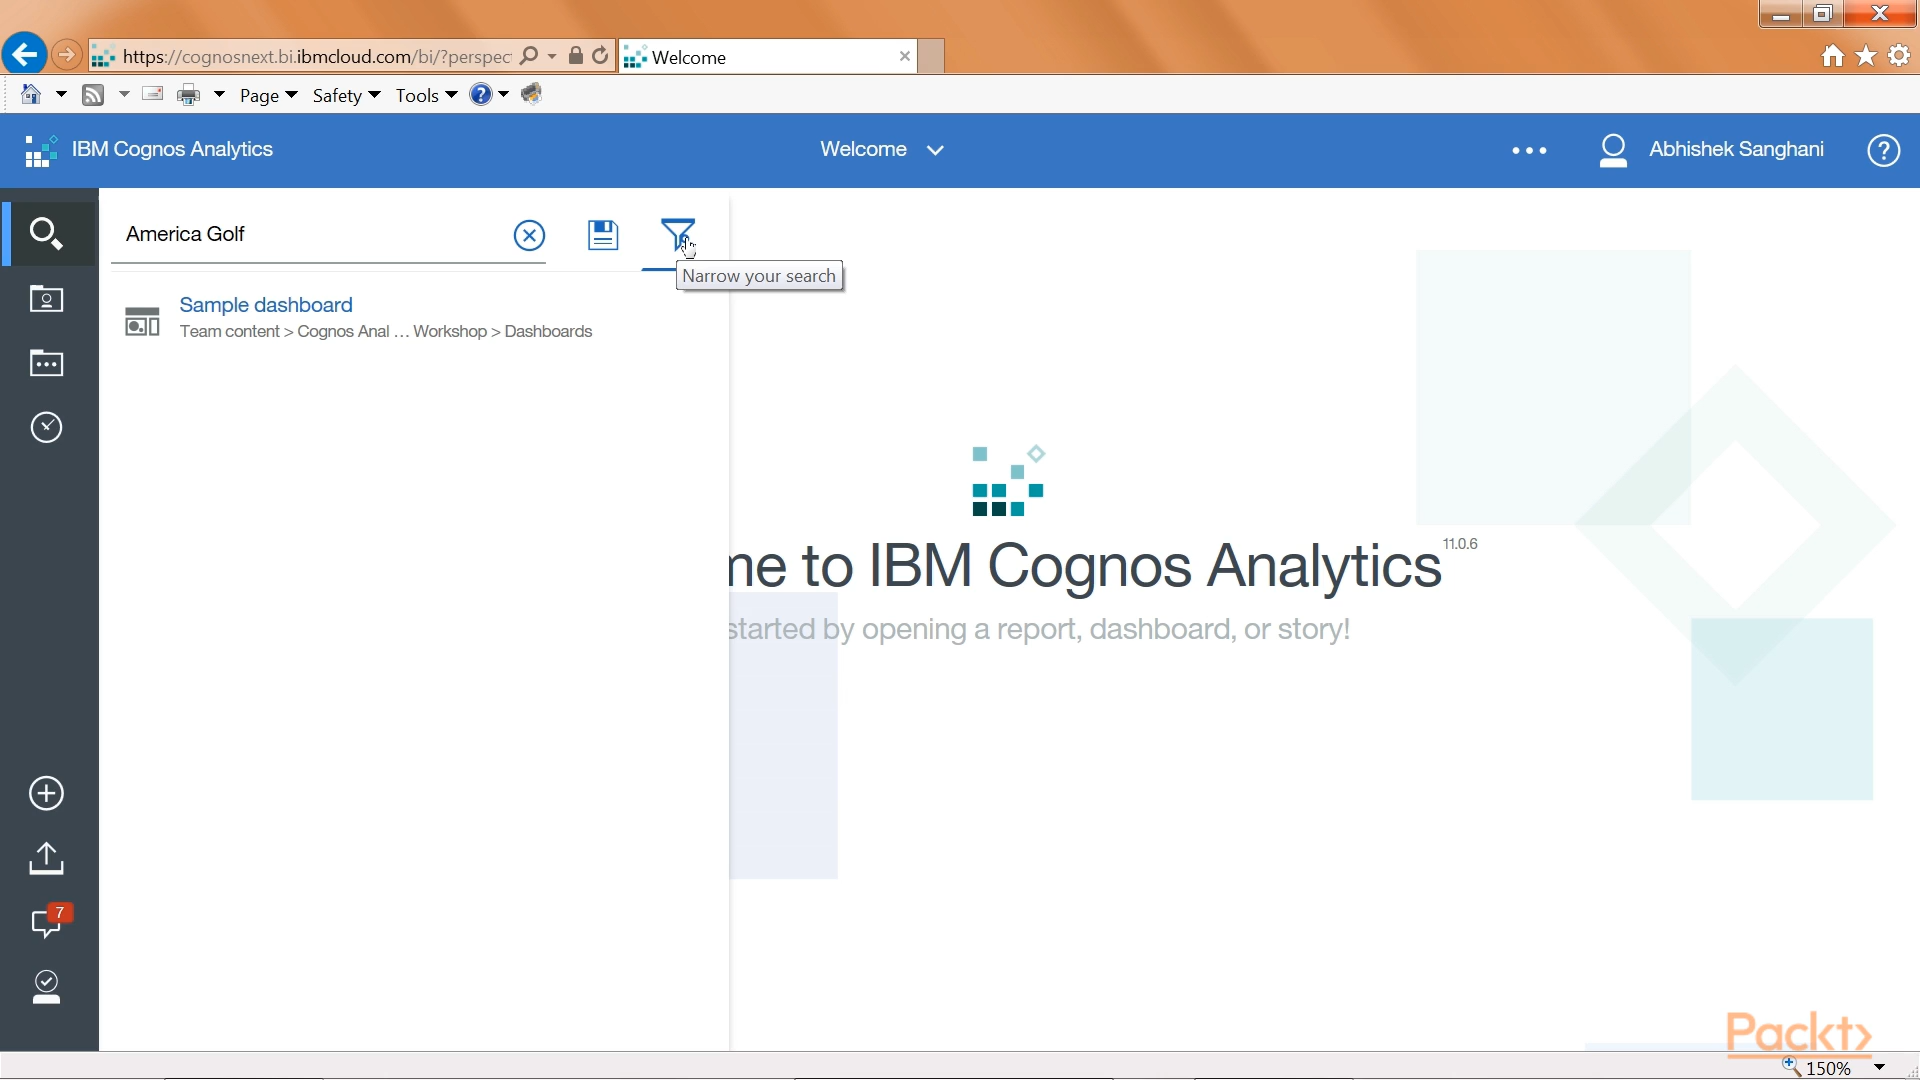 https://cognosnext.bi.ibmcloud.com/bi/?perspec
Welcome
Page
Safety
Tools
?
IBM Cognos Analytics
Welcome
Abhishek Sanghani
?
America Golf
Narrow your search
Sample dashboard
Team content > Cognos Anal ... Workshop > Dashboards
me to IBM Cognos Analytics 11.0.6
started by opening a report, dashboard, or story!
7
Packt>
150%